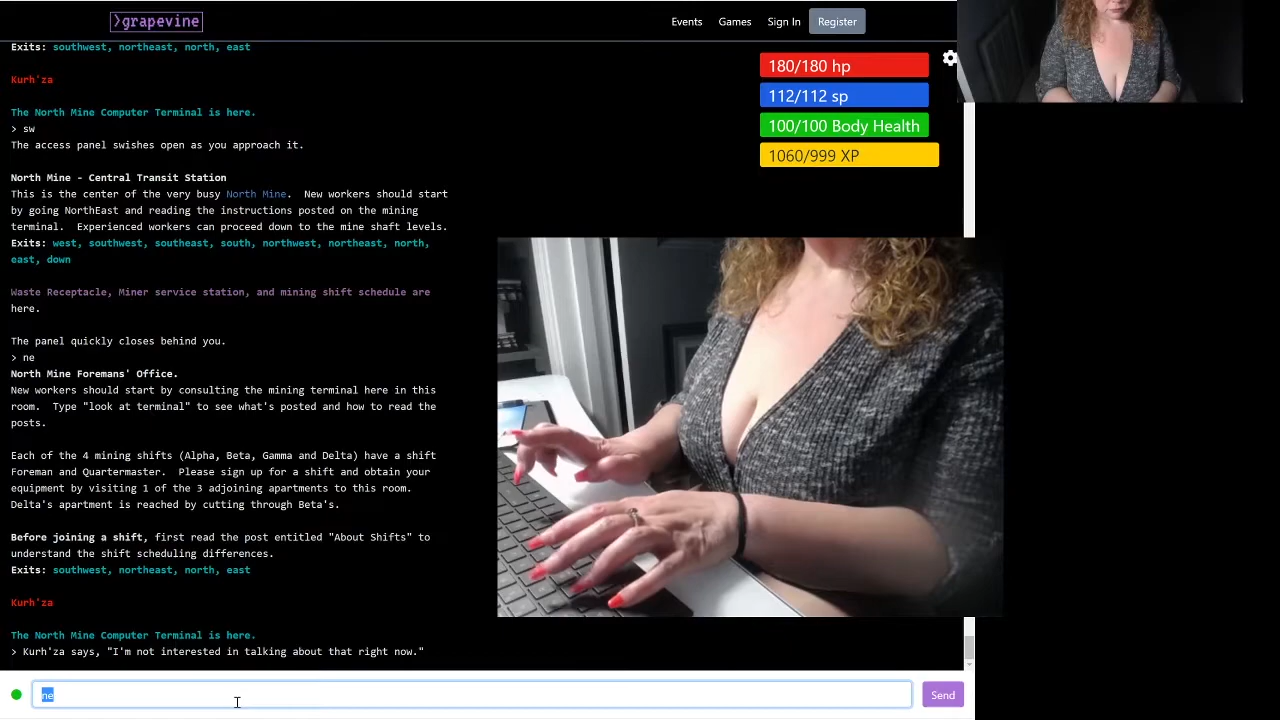 >grapevine
Events Games Sign In Register
Exits: southwest, northeast, north, east
Kurh'za
The North Mine Computer Terminal is here.
> sw
The access panel swishes open as you approach it.
North Mine - Central Transit Station
This is the center of the very busy North Mine. New workers should start
by going NorthEast and reading the instructions posted on the mining
terminal. Experienced workers can proceed down to the mine shaft levels.
Exits: west, southwest, southeast, south, northwest, northeast, north,
east, down
Waste Receptacle, Miner service station, and mining shift schedule are
here.
The panel quickly closes behind you.
> ne
North Mine Foremans' Office.
New workers should start by consulting the mining terminal here in this
room. Type "look at terminal" to see what's posted and how to read the
posts.
Each of the 4 mining shifts (Alpha, Beta, Gamma and Delta) have a shift
Foreman and Quartermaster. Please sign up for a shift and obtain your
equipment by visiting 1 of the 3 adjoining apartments to this room.
Delta's apartment is reached by cutting through Beta's.
Before joining a shift, first read the post entitled "About Shifts" to
understand the shift scheduling differences.
Exits: southwest, northeast, north, east
Kurh'za
The North Mine Computer Terminal is here.
> Kurh'za says, "I'm not interested in talking about that right now."
180/180 hp
112/112 sp
100/100 Body Health
1060/999 XP
ne
Send